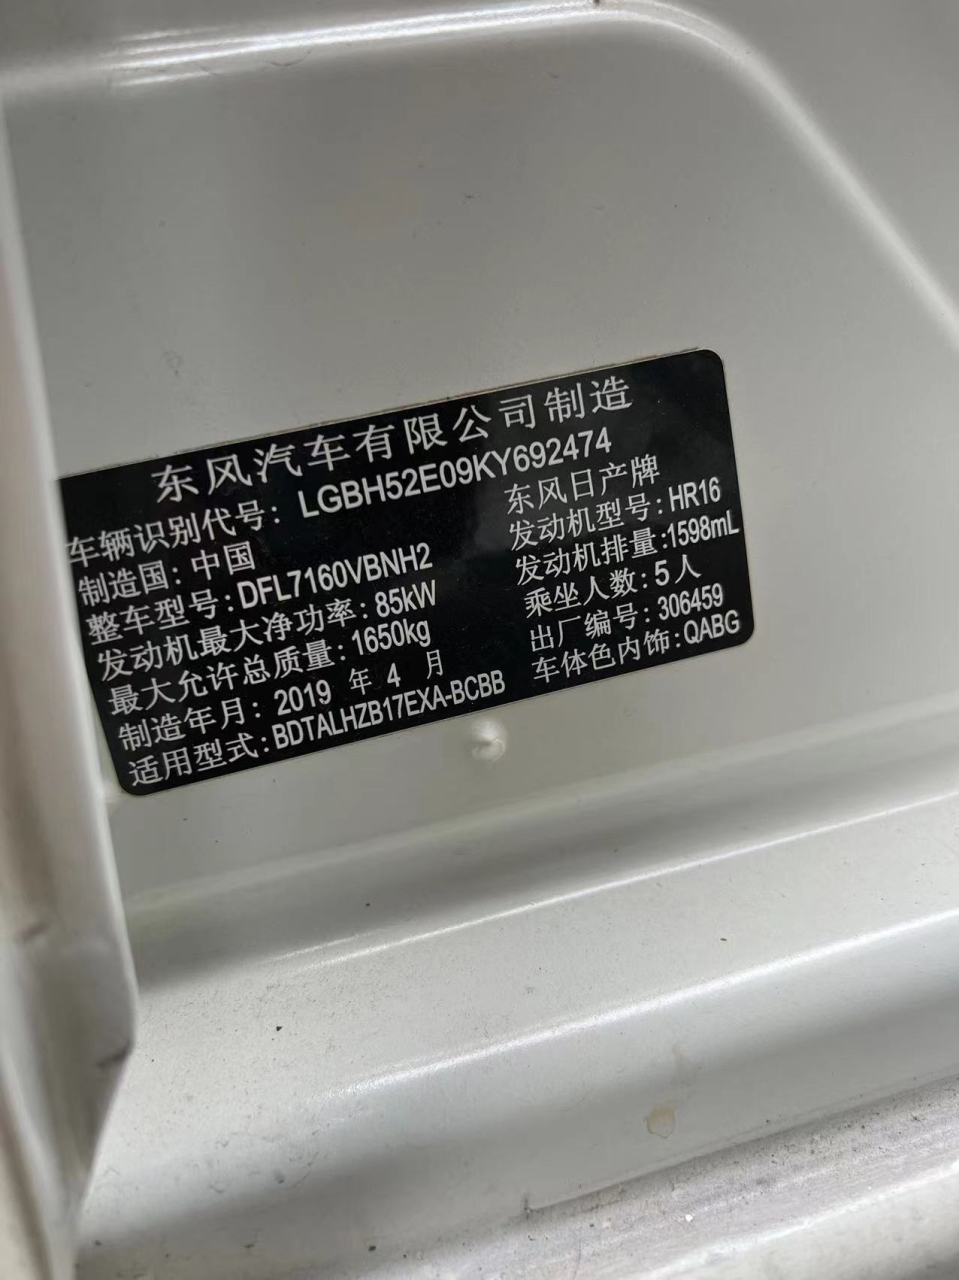 东风汽车有限公司制造
车辆识别代号: LGBH52E09KY692474
制造国: 中国 东风日产牌
整车型号: DFL7160VBNH2 发动机型号: HR16
发动机最大净功率: 85kW 发动机排量: 1598mL
最大允许总质量: 1650kg 乘坐人数: 5人
制造年月: 2019 年 4 月 出厂编号: 306459
适用型式: BDTALHZB17EXA-BCBB 车体色内饰: QABG